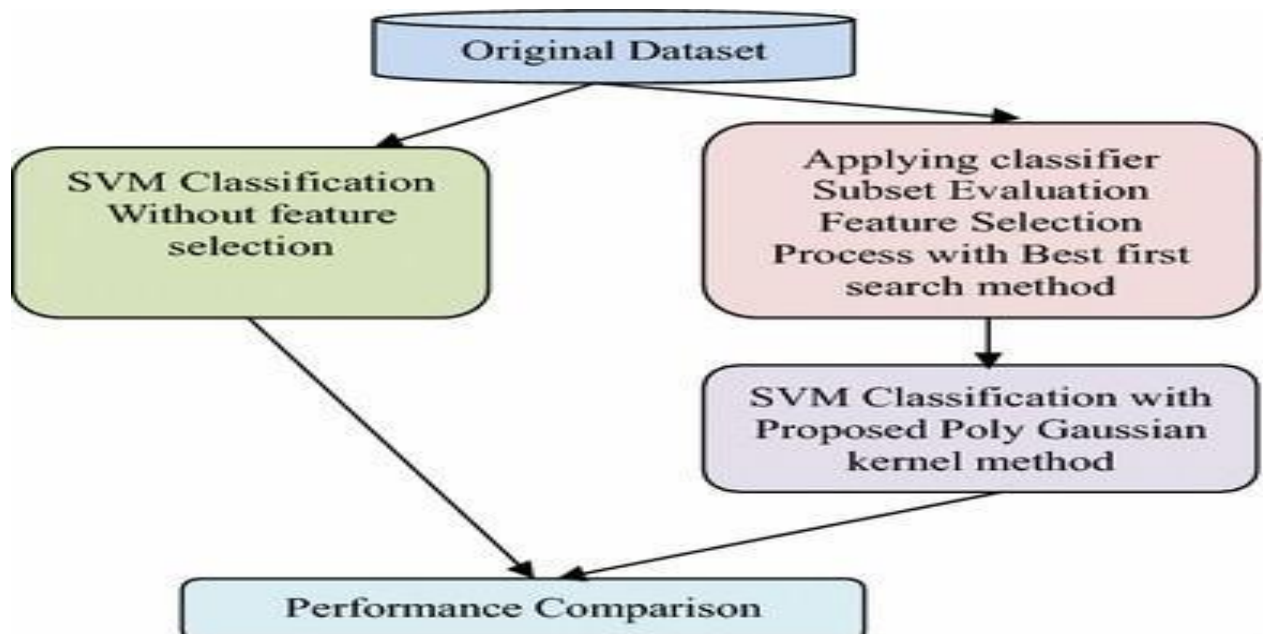 Original Dataset
SVM Classification
Without feature
selection
Applying classifier
Subset Evaluation
Feature Selection
Process with Best first
search method
SVM Classification with
Proposed Poly Gaussian
kernel method
Performance Comparison